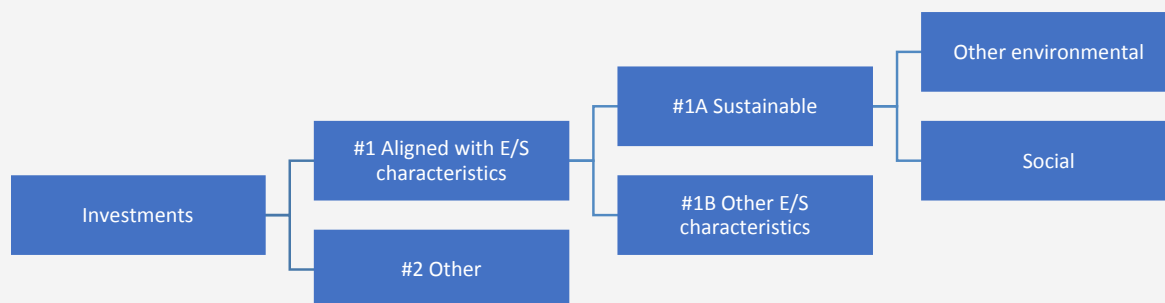 Investments
#1 Aligned with E/S
characteristics
#2 Other
#1A Sustainable
#1B Other E/S
characteristics
Other environmental
Social